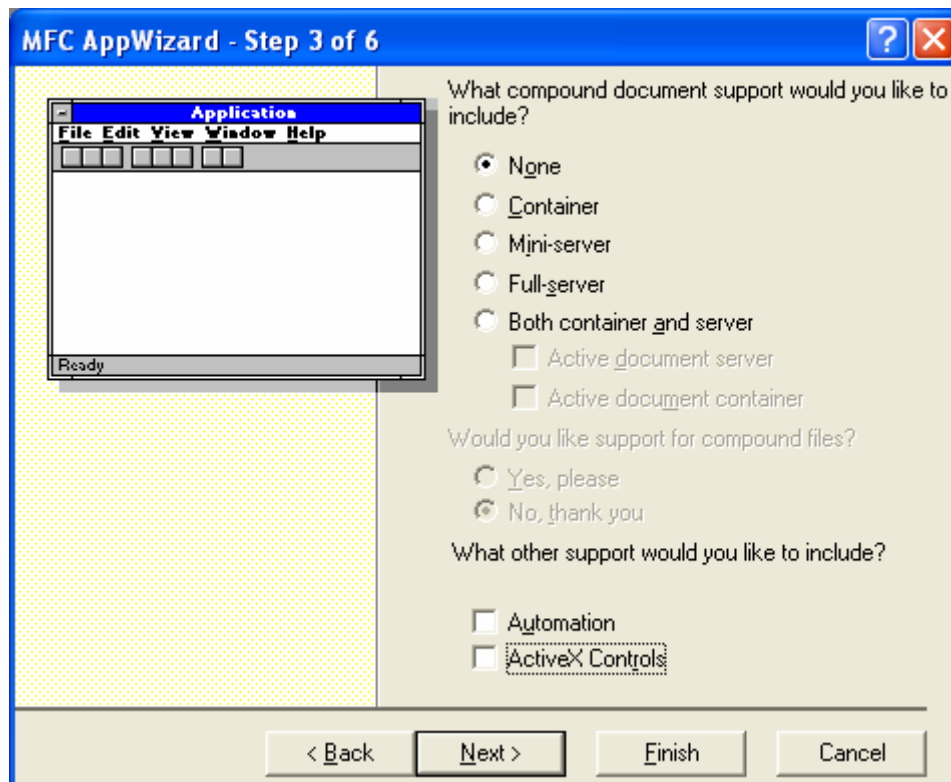 MFC AppWizard - Step 3 of 6
Application
File Edit View Window Help
Ready
What compound document support would you like to
include?
None
Container
Mini-server
Full-server
Both container and server
Active document server
Active document container
Would you like support for compound files?
Yes, please
No, thank you
What other support would you like to include?
Automation
ActiveX Controls
< Back Next > Finish Cancel